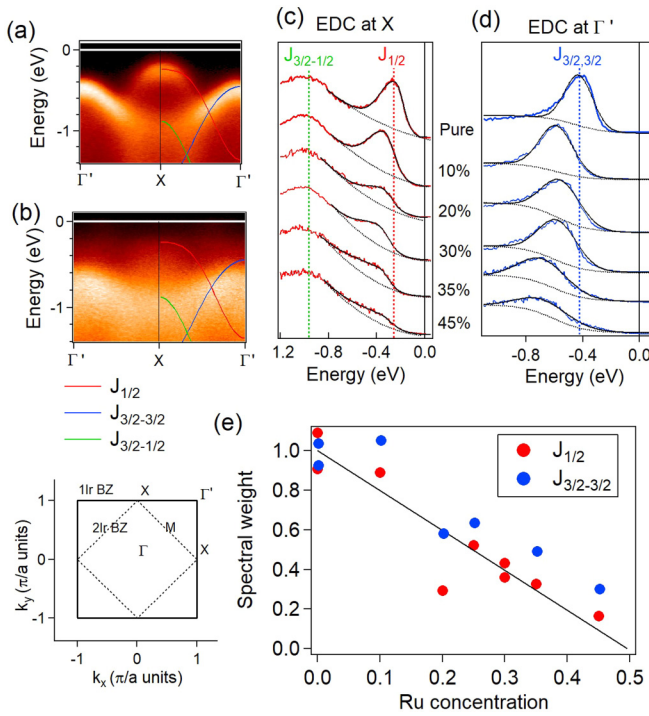 (a)
0
-1
Energy (eV)
Γ'
X
Γ'
(b)
0
-1
Energy (eV)
Γ'
X
Γ'
J1/2
J3/2-3/2
J3/2-1/2
1Ir BZ
X
Γ'
2Ir BZ
M
Γ
X
1
0
-1
ky (π/a units)
-1
0
1
kx (π/a units)
(c)
EDC at X
J3/2-1/2
J1/2
1.2
-0.8
-0.4
0.0
Energy (eV)
Pure
10%
20%
30%
35%
45%
(d)
EDC at Γ'
J3/2,3/2
-0.8
-0.4
0.0
Energy (eV)
(e)
J1/2
J3/2-3/2
1.0
0.8
0.6
0.4
0.2
0.0
Spectral weight
0.0
0.1
0.2
0.3
0.4
0.5
Ru concentration